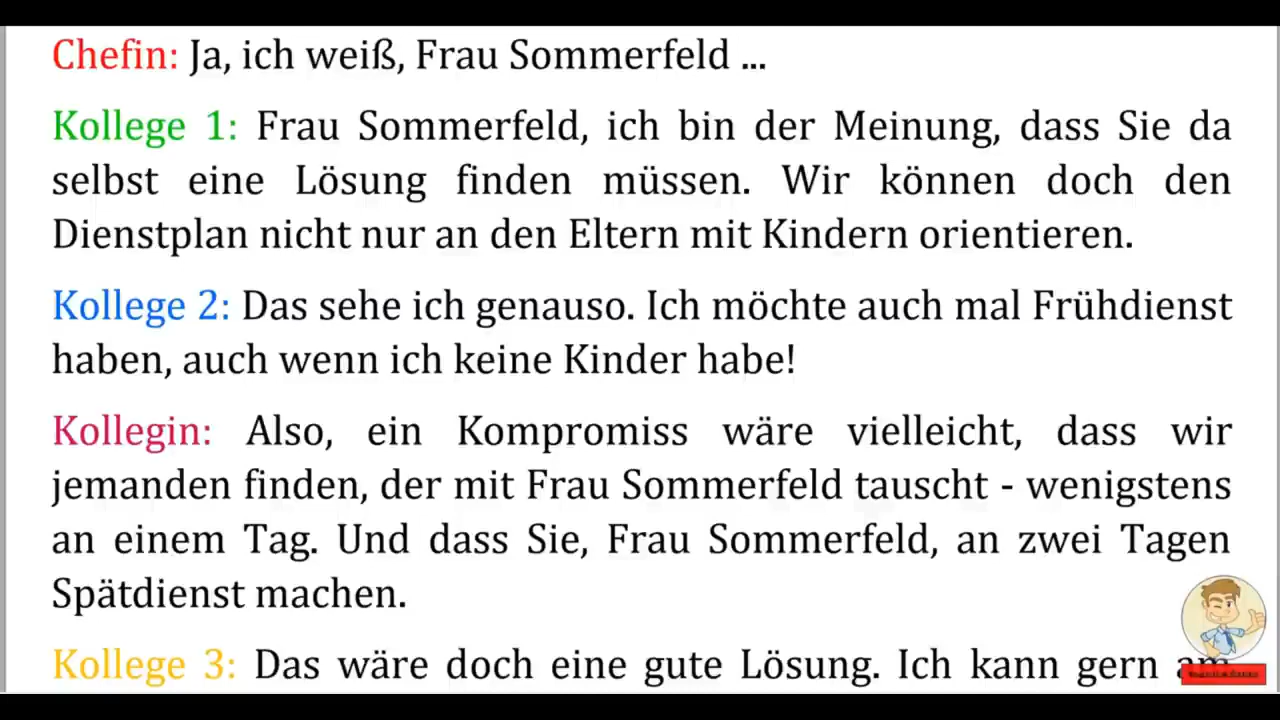 Chefin: Ja, ich weiß, Frau Sommerfeld ...
Kollege 1: Frau Sommerfeld, ich bin der Meinung, dass Sie da
selbst eine Lösung finden müssen. Wir können doch den
Dienstplan nicht nur an den Eltern mit Kindern orientieren.
Kollege 2: Das sehe ich genauso. Ich möchte auch mal Frühdienst
haben, auch wenn ich keine Kinder habe!
Kollegin: Also, ein Kompromiss wäre vielleicht, dass wir
jemanden finden, der mit Frau Sommerfeld tauscht - wenigstens
an einem Tag. Und dass Sie, Frau Sommerfeld, an zwei Tagen
Spätdienst machen.
Kollege 3: Das wäre doch eine gute Lösung. Ich kann gern am